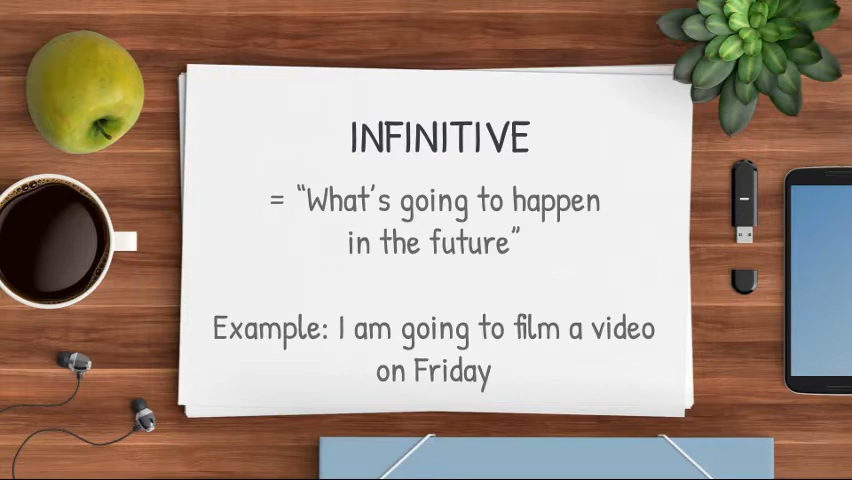 INFINITIVE
= “What’s going to happen
in the future”
Example: I am going to film a video
on Friday